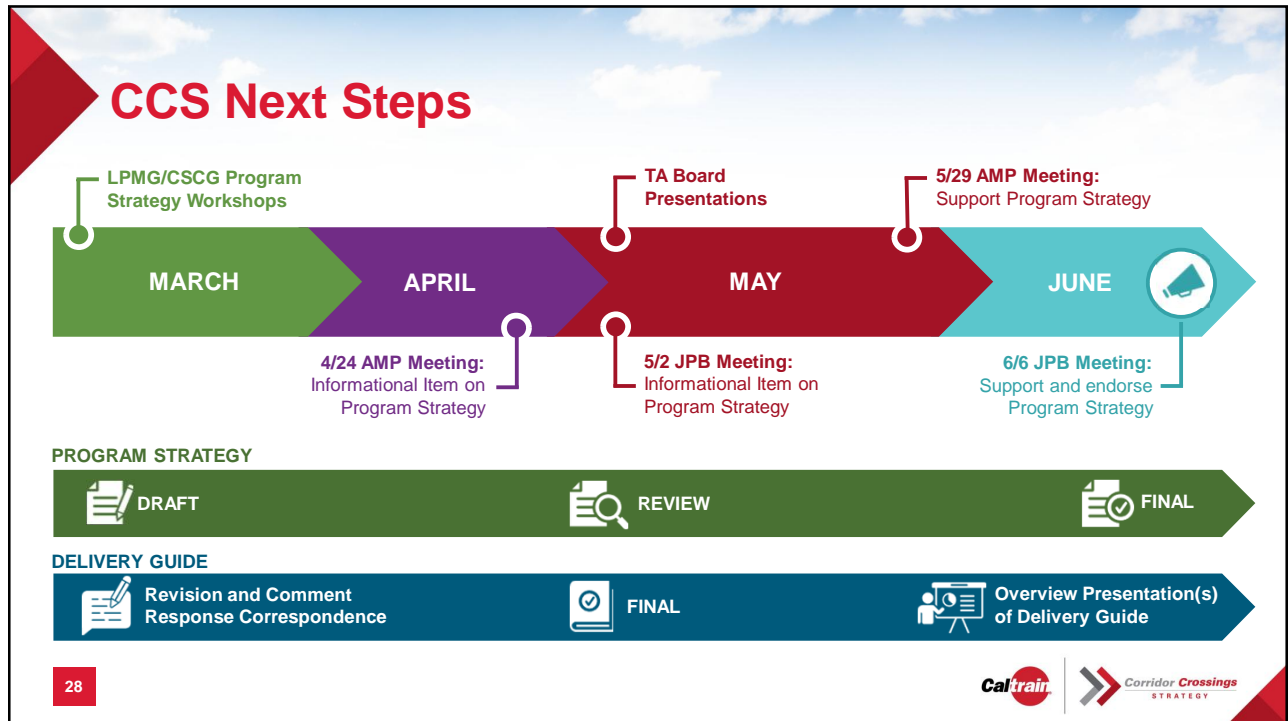 CCS Next Steps
LPMG/CSCG Program
Strategy Workshops
TA Board
Presentations
5/29 AMP Meeting:
Support Program Strategy
MARCH
APRIL
MAY
JUNE
4/24 AMP Meeting:
Informational Item on
Program Strategy
5/2 JPB Meeting:
Informational Item on
Program Strategy
6/6 JPB Meeting:
Support and endorse
Program Strategy
PROGRAM STRATEGY
DRAFT
REVIEW
FINAL
DELIVERY GUIDE
Revision and Comment
Response Correspondence
FINAL
Overview Presentation(s)
of Delivery Guide
28
Caltrain
Corridor Crossings
STRATEGY